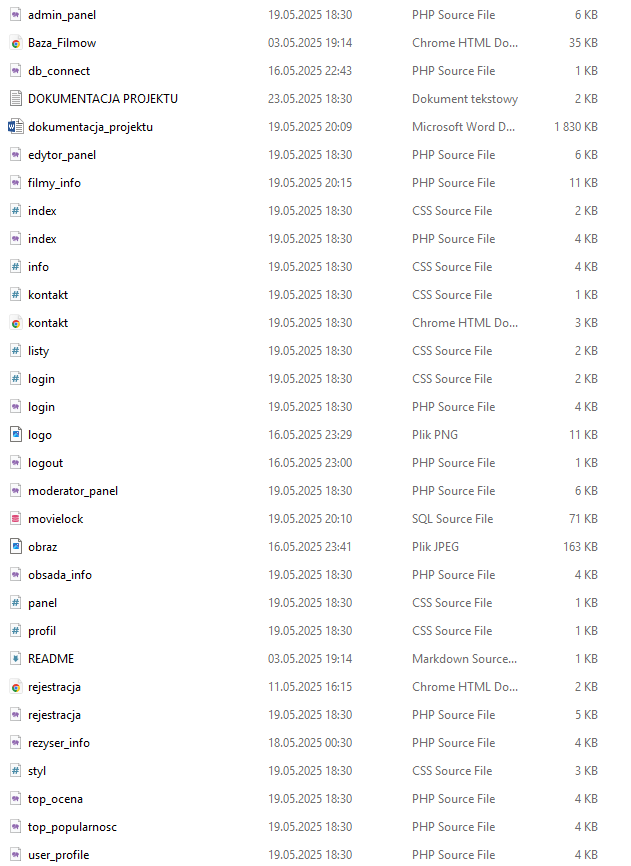 admin_panel 19.05.2025 18:30 PHP Source File 6 KB
Baza_Filmow 03.05.2025 19:14 Chrome HTML Do... 35 KB
db_connect 16.05.2025 22:43 PHP Source File 1 KB
DOKUMENTACJA PROJEKTU 23.05.2025 18:30 Dokument tekstowy 2 KB
dokumentacja_projektu 19.05.2025 20:09 Microsoft Word D... 1 830 KB
edytor_panel 19.05.2025 18:30 PHP Source File 6 KB
filmy_info 19.05.2025 20:15 PHP Source File 11 KB
index 19.05.2025 18:30 CSS Source File 2 KB
index 19.05.2025 18:30 PHP Source File 4 KB
info 19.05.2025 18:30 CSS Source File 4 KB
kontakt 19.05.2025 18:30 CSS Source File 1 KB
kontakt 19.05.2025 18:30 Chrome HTML Do... 3 KB
listy 19.05.2025 18:30 CSS Source File 2 KB
login 19.05.2025 18:30 CSS Source File 2 KB
login 19.05.2025 18:30 PHP Source File 4 KB
logo 16.05.2025 23:29 Plik PNG 11 KB
logout 16.05.2025 23:00 PHP Source File 1 KB
moderator_panel 19.05.2025 18:30 PHP Source File 6 KB
movielock 19.05.2025 20:10 SQL Source File 71 KB
obraz 16.05.2025 23:41 Plik JPEG 163 KB
obsada_info 19.05.2025 18:30 PHP Source File 4 KB
panel 19.05.2025 18:30 CSS Source File 1 KB
profil 19.05.2025 18:30 CSS Source File 1 KB
README 03.05.2025 19:14 Markdown Source... 1 KB
rejestracja 11.05.2025 16:15 Chrome HTML Do... 2 KB
rejestracja 19.05.2025 18:30 PHP Source File 5 KB
rezyser_info 18.05.2025 00:30 PHP Source File 4 KB
styl 19.05.2025 18:30 CSS Source File 3 KB
top_ocena 19.05.2025 18:30 PHP Source File 4 KB
top_popularnosc 19.05.2025 18:30 PHP Source File 4 KB
user_profile 19.05.2025 18:30 PHP Source File 4 KB